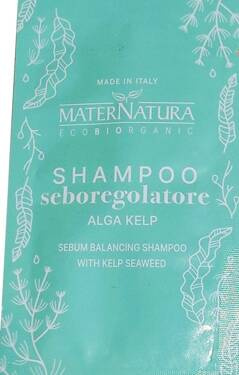 MADE IN ITALY
MATERNATURA
ECOBIORGANIC
SHAMPOO
seboregolatore
ALGA KELP
SEBUM BALANCING SHAMPOO
WITH KELP SEAWEED